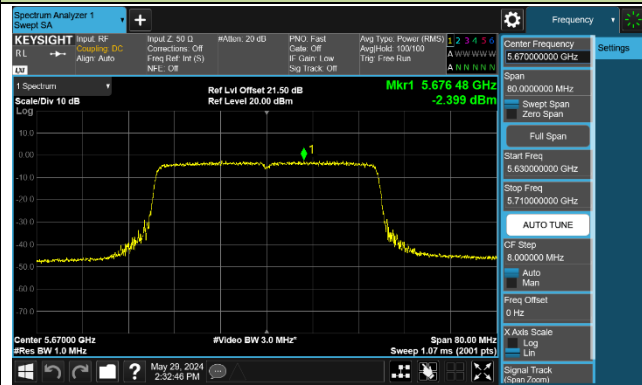 Spectrum Analyzer 1
Swept SA
Frequency
KEYSIGHT
RL
Input: RF
Coupling: DC
Align: Auto
Input Z: 50 Ω
Corrections: Off
Freq Ref: Int (S)
NFE: Off
#Atten: 20 dB
PNO: Fast
Gate: Off
IF Gain: Low
Sig Track: Off
Avg Type: Power (RMS)
Avg|Hold: 100/100
Trig: Free Run
1 2 3 4 5 6
A W W W W W
A N N N N N
LXI
1 Spectrum
Scale/Div 10 dB
Log
Ref Lvl Offset 21.50 dB
Ref Level 20.00 dBm
Mkr1 5.676 48 GHz
-2.399 dBm
1
10.0
0.00
-10.0
-20.0
-30.0
-40.0
-50.0
-60.0
-70.0
Center 5.67000 GHz
#Res BW 1.0 MHz
#Video BW 3.0 MHz*
Span 80.00 MHz
Sweep 1.07 ms (2001 pts)
May 29, 2024
2:32:46 PM
Center Frequency
5.670000000 GHz
Settings
Span
80.0000000 MHz
Swept Span
Zero Span
Full Span
Start Freq
5.630000000 GHz
Stop Freq
5.710000000 GHz
AUTO TUNE
CF Step
8.000000 MHz
Auto
Man
Freq Offset
0 Hz
X Axis Scale
Log
Lin
Signal Track
(Span Zoom)